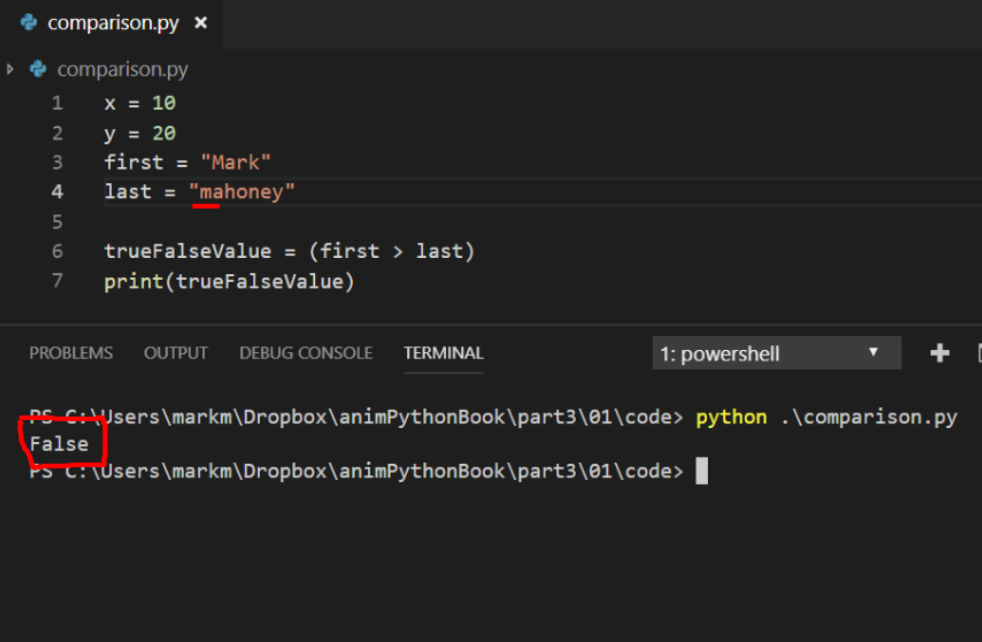 comparison.py ×
comparison.py
1 x = 10
2 y = 20
3 first = "Mark"
4 last = "mahoney"
5
6 trueFalseValue = (first > last)
7 print(trueFalseValue)
PROBLEMS OUTPUT DEBUG CONSOLE TERMINAL 1: powershell
PS C:\Users\markm\Dropbox\animPythonBook\part3\01\code> python .\comparison.py
False
PS C:\Users\markm\Dropbox\animPythonBook\part3\01\code>